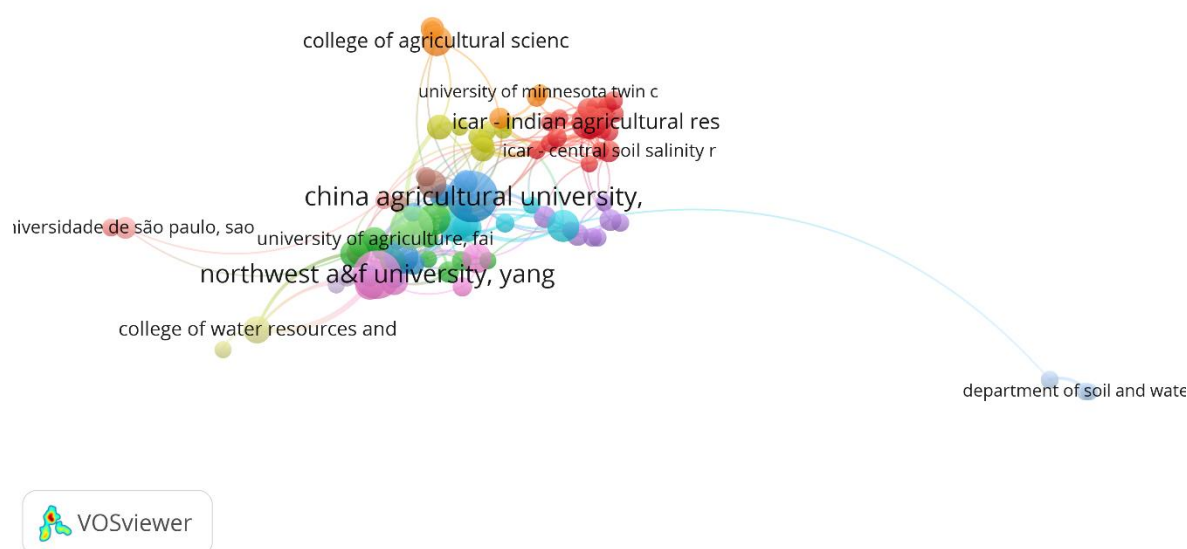 college of agricultural scienc
university of minnesota twin c
icar - indian agricultural res
icar - central soil salinity r
china agricultural university,
niversidade de são paulo, sao
university of agriculture, fai
northwest a&f university, yang
college of water resources and
department of soil and wate
VOSviewer